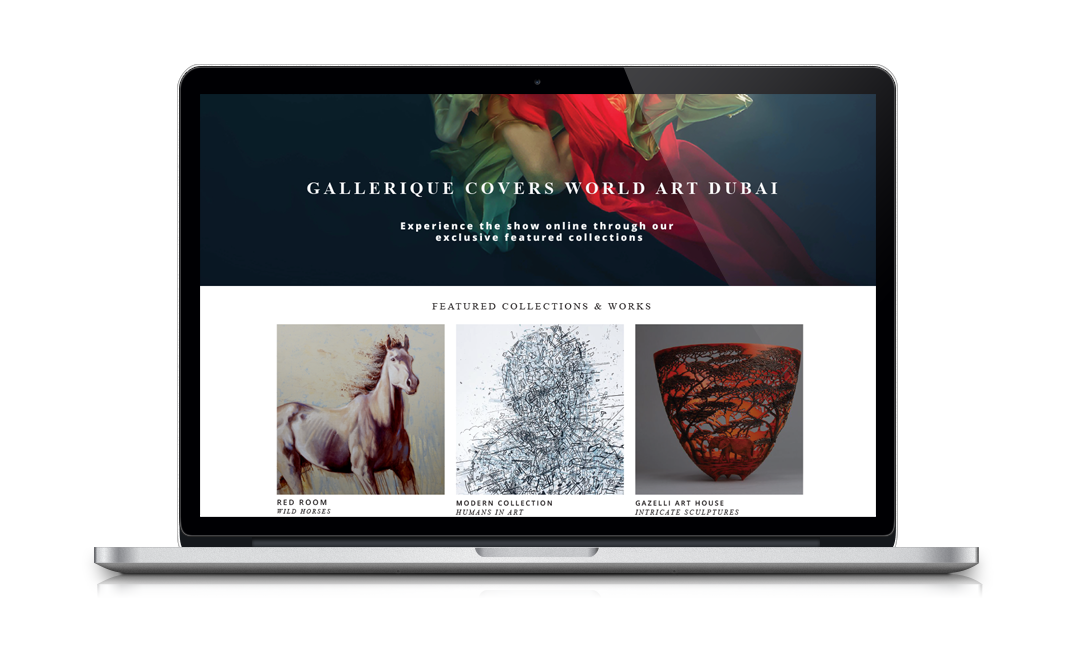 GALLERIQUE COVERS WORLD ART DUBAI
Experience the show online through our
exclusive featured collections
FEATURED COLLECTIONS & WORKS
RED ROOM
WILD HORSES
MODERN COLLECTION
HUMANS IN ART
GAZELLI ART HOUSE
INTRICATE SCULPTURES